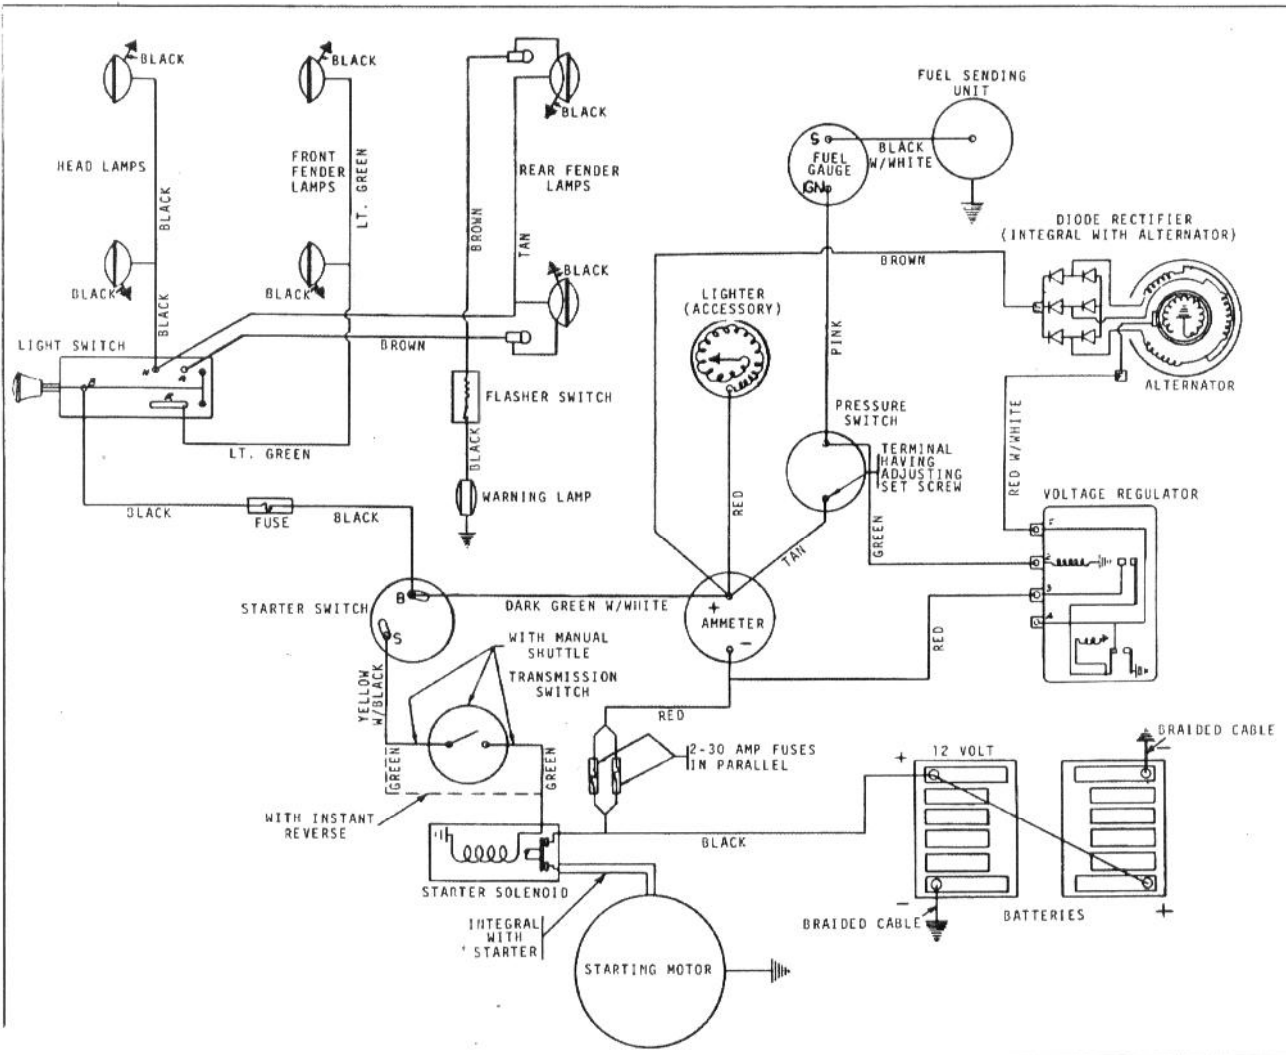 BLACK
BLACK
BLACK
FUEL SENDING
UNIT
HEAD LAMPS
FRONT
FENDER
LAMPS
LT. GREEN
BLACK
BROWN
TAN
REAR FENDER
LAMPS
S
FUEL
GAUGE
IGN
BLACK
W/WHITE
DIODE RECTIFIER
(INTEGRAL WITH ALTERNATOR)
BROWN
BLACK
BLACK
BLACK
BLACK
LIGHTER
(ACCESSORY)
PINK
LIGHT SWITCH
BROWN
B
H
A
R
ALTERNATOR
FLASHER SWITCH
PRESSURE
SWITCH
LT. GREEN
BLACK
TERMINAL
HAVING
ADJUSTING
SET SCREW
RED W/WHITE
WARNING LAMP
RED
VOLTAGE REGULATOR
BLACK
FUSE
BLACK
TAN
GREEN
1
2
3
4
STARTER SWITCH
B
S
DARK GREEN W/WHITE
+
AMMETER
-
RED
WITH MANUAL
SHUTTLE
TRANSMISSION
SWITCH
YELLOW
W/BLACK
RED
GREEN
GREEN
2-30 AMP FUSES
IN PARALLEL
+
12 VOLT
-
BRAIDED CABLE
WITH INSTANT
REVERSE
BLACK
STARTER SOLENOID
INTEGRAL
WITH
STARTER
-
BRAIDED CABLE
BATTERIES
+
STARTING MOTOR